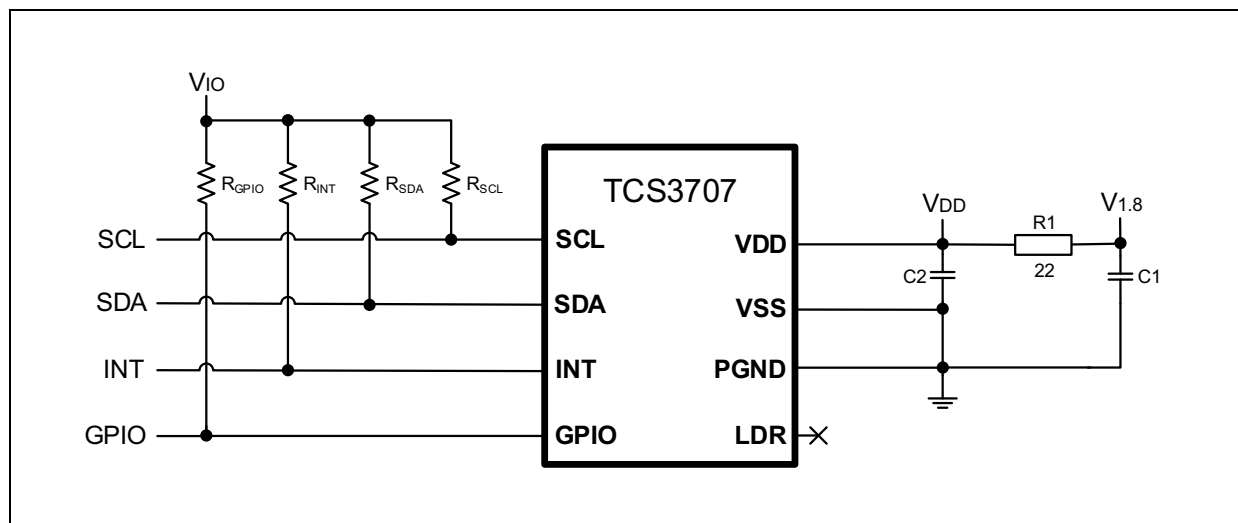 VIO
RGPIO
RINT
RSDA
RSCL
TCS3707
SCL
SCL
VDD
VDD
R1
22
V1.8
C2
C1
SDA
SDA
VSS
INT
INT
PGND
GPIO
GPIO
LDR